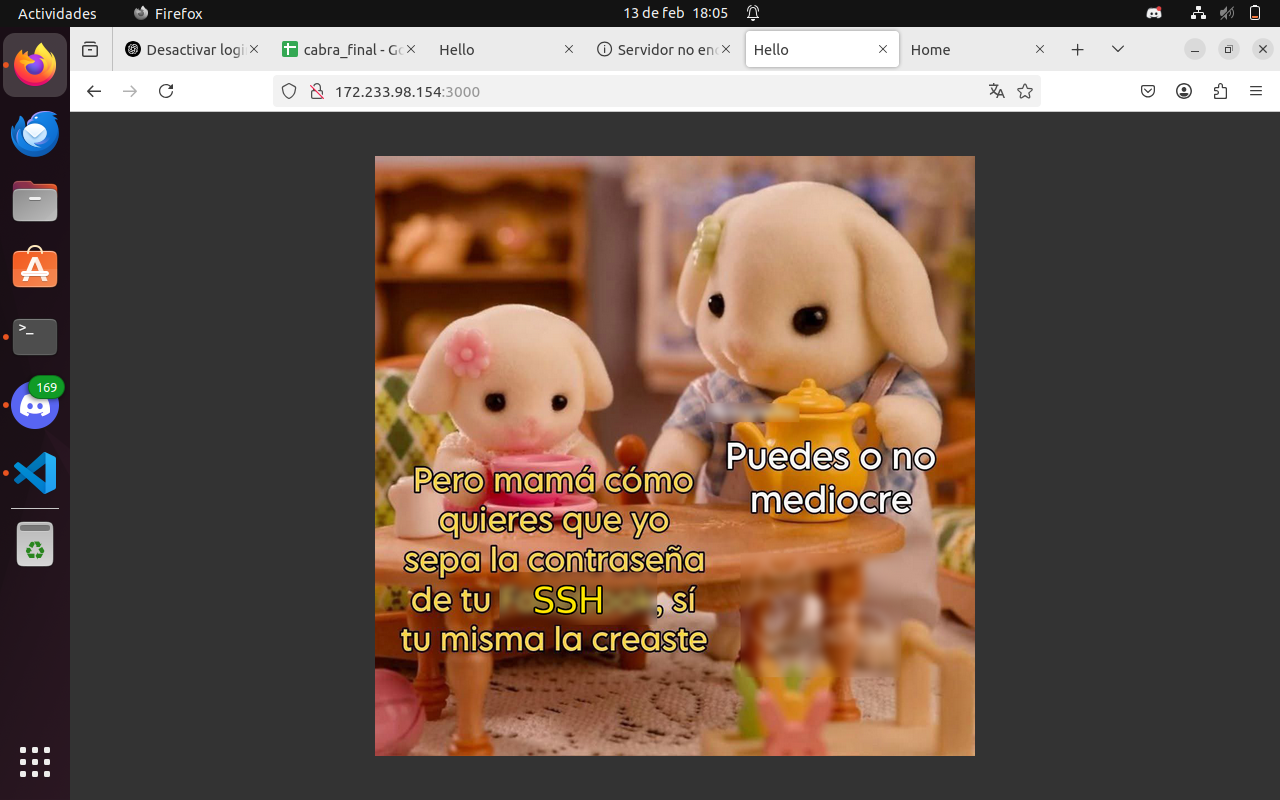 Actividades
Firefox
13 de feb 18:05
Desactivar logi
cabra_final - Go
Hello
Servidor no enc
Hello
Home
172.233.98.154:3000
169
Puedes o no
mediocre
Pero mamá cómo
quieres que yo
sepa la contraseña
de tu SSH, sí
tu misma la creaste